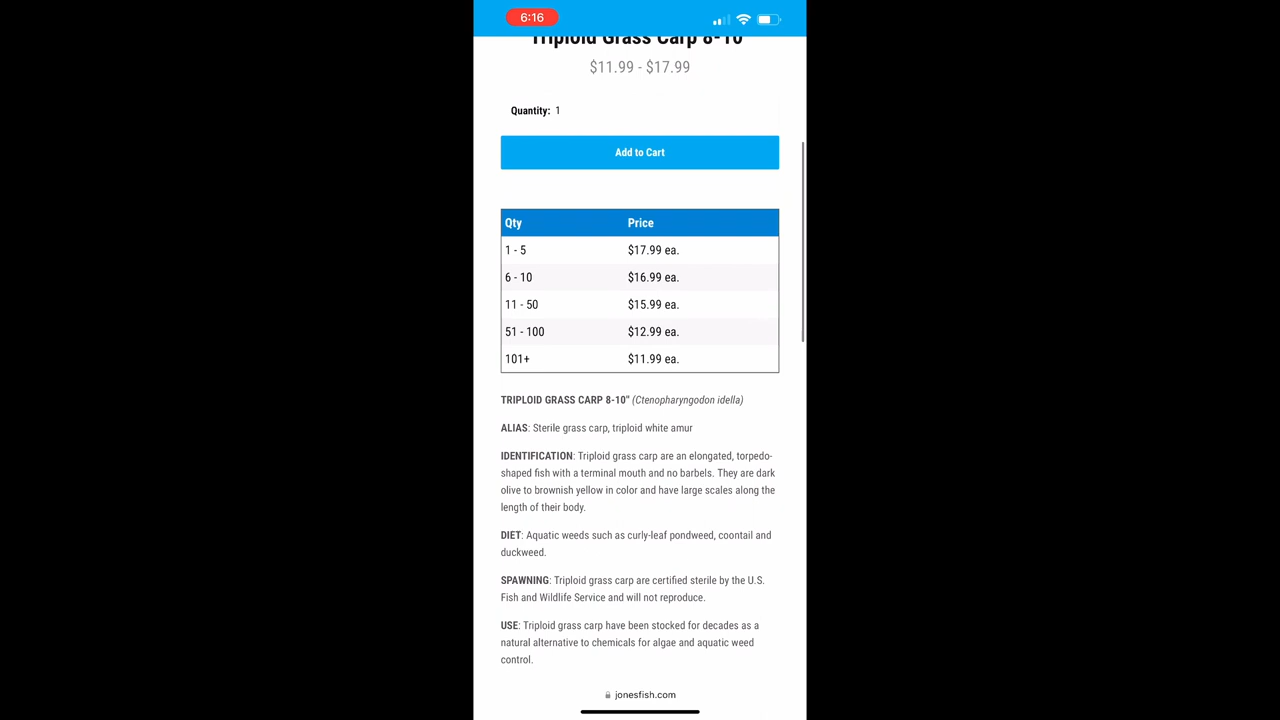 6:16
Triploid Grass Carp 8-10"
$11.99 - $17.99
Quantity: 1
Add to Cart
Qty Price
1 - 5 $17.99 ea.
6 - 10 $16.99 ea.
11 - 50 $15.99 ea.
51 - 100 $12.99 ea.
101+ $11.99 ea.
TRIPLOID GRASS CARP 8-10" (Ctenopharyngodon idella)
ALIAS: Sterile grass carp, triploid white amur
IDENTIFICATION: Triploid grass carp are an elongated, torpedo-
shaped fish with a terminal mouth and no barbels. They are dark
olive to brownish yellow in color and have large scales along the
length of their body.
DIET: Aquatic weeds such as curly-leaf pondweed, coontail and
duckweed.
SPAWNING: Triploid grass carp are certified sterile by the U.S.
Fish and Wildlife Service and will not reproduce.
USE: Triploid grass carp have been stocked for decades as a
natural alternative to chemicals for algae and aquatic weed
control.
jonesfish.com